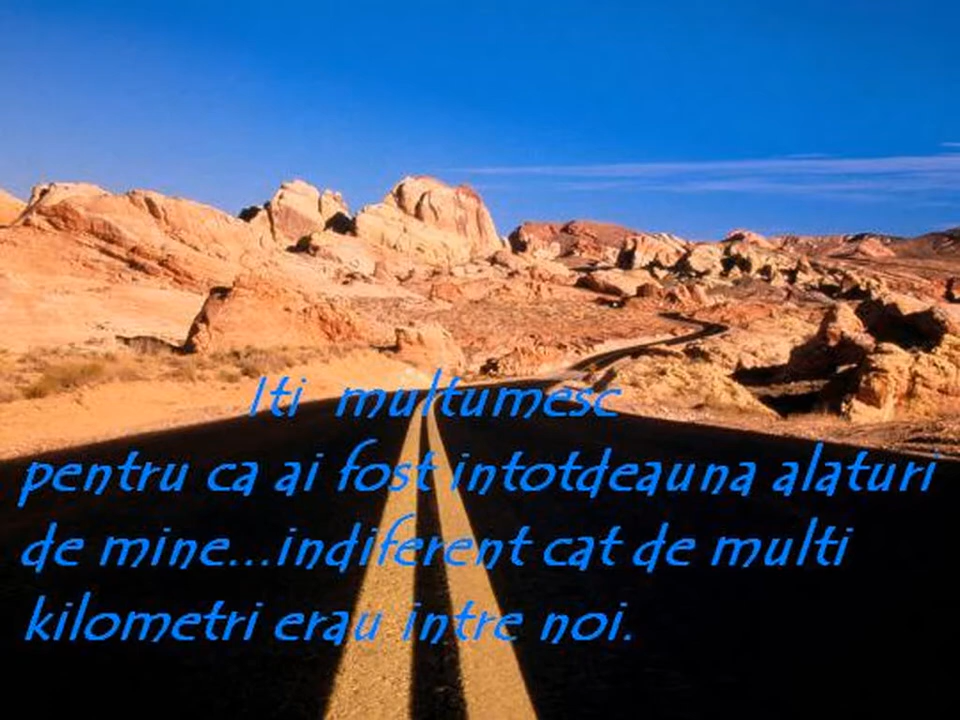 Iti multumesc
pentru ca ai fost intotdeauna alaturi
de mine...indiferent cat de multi
kilometri erau intre noi.